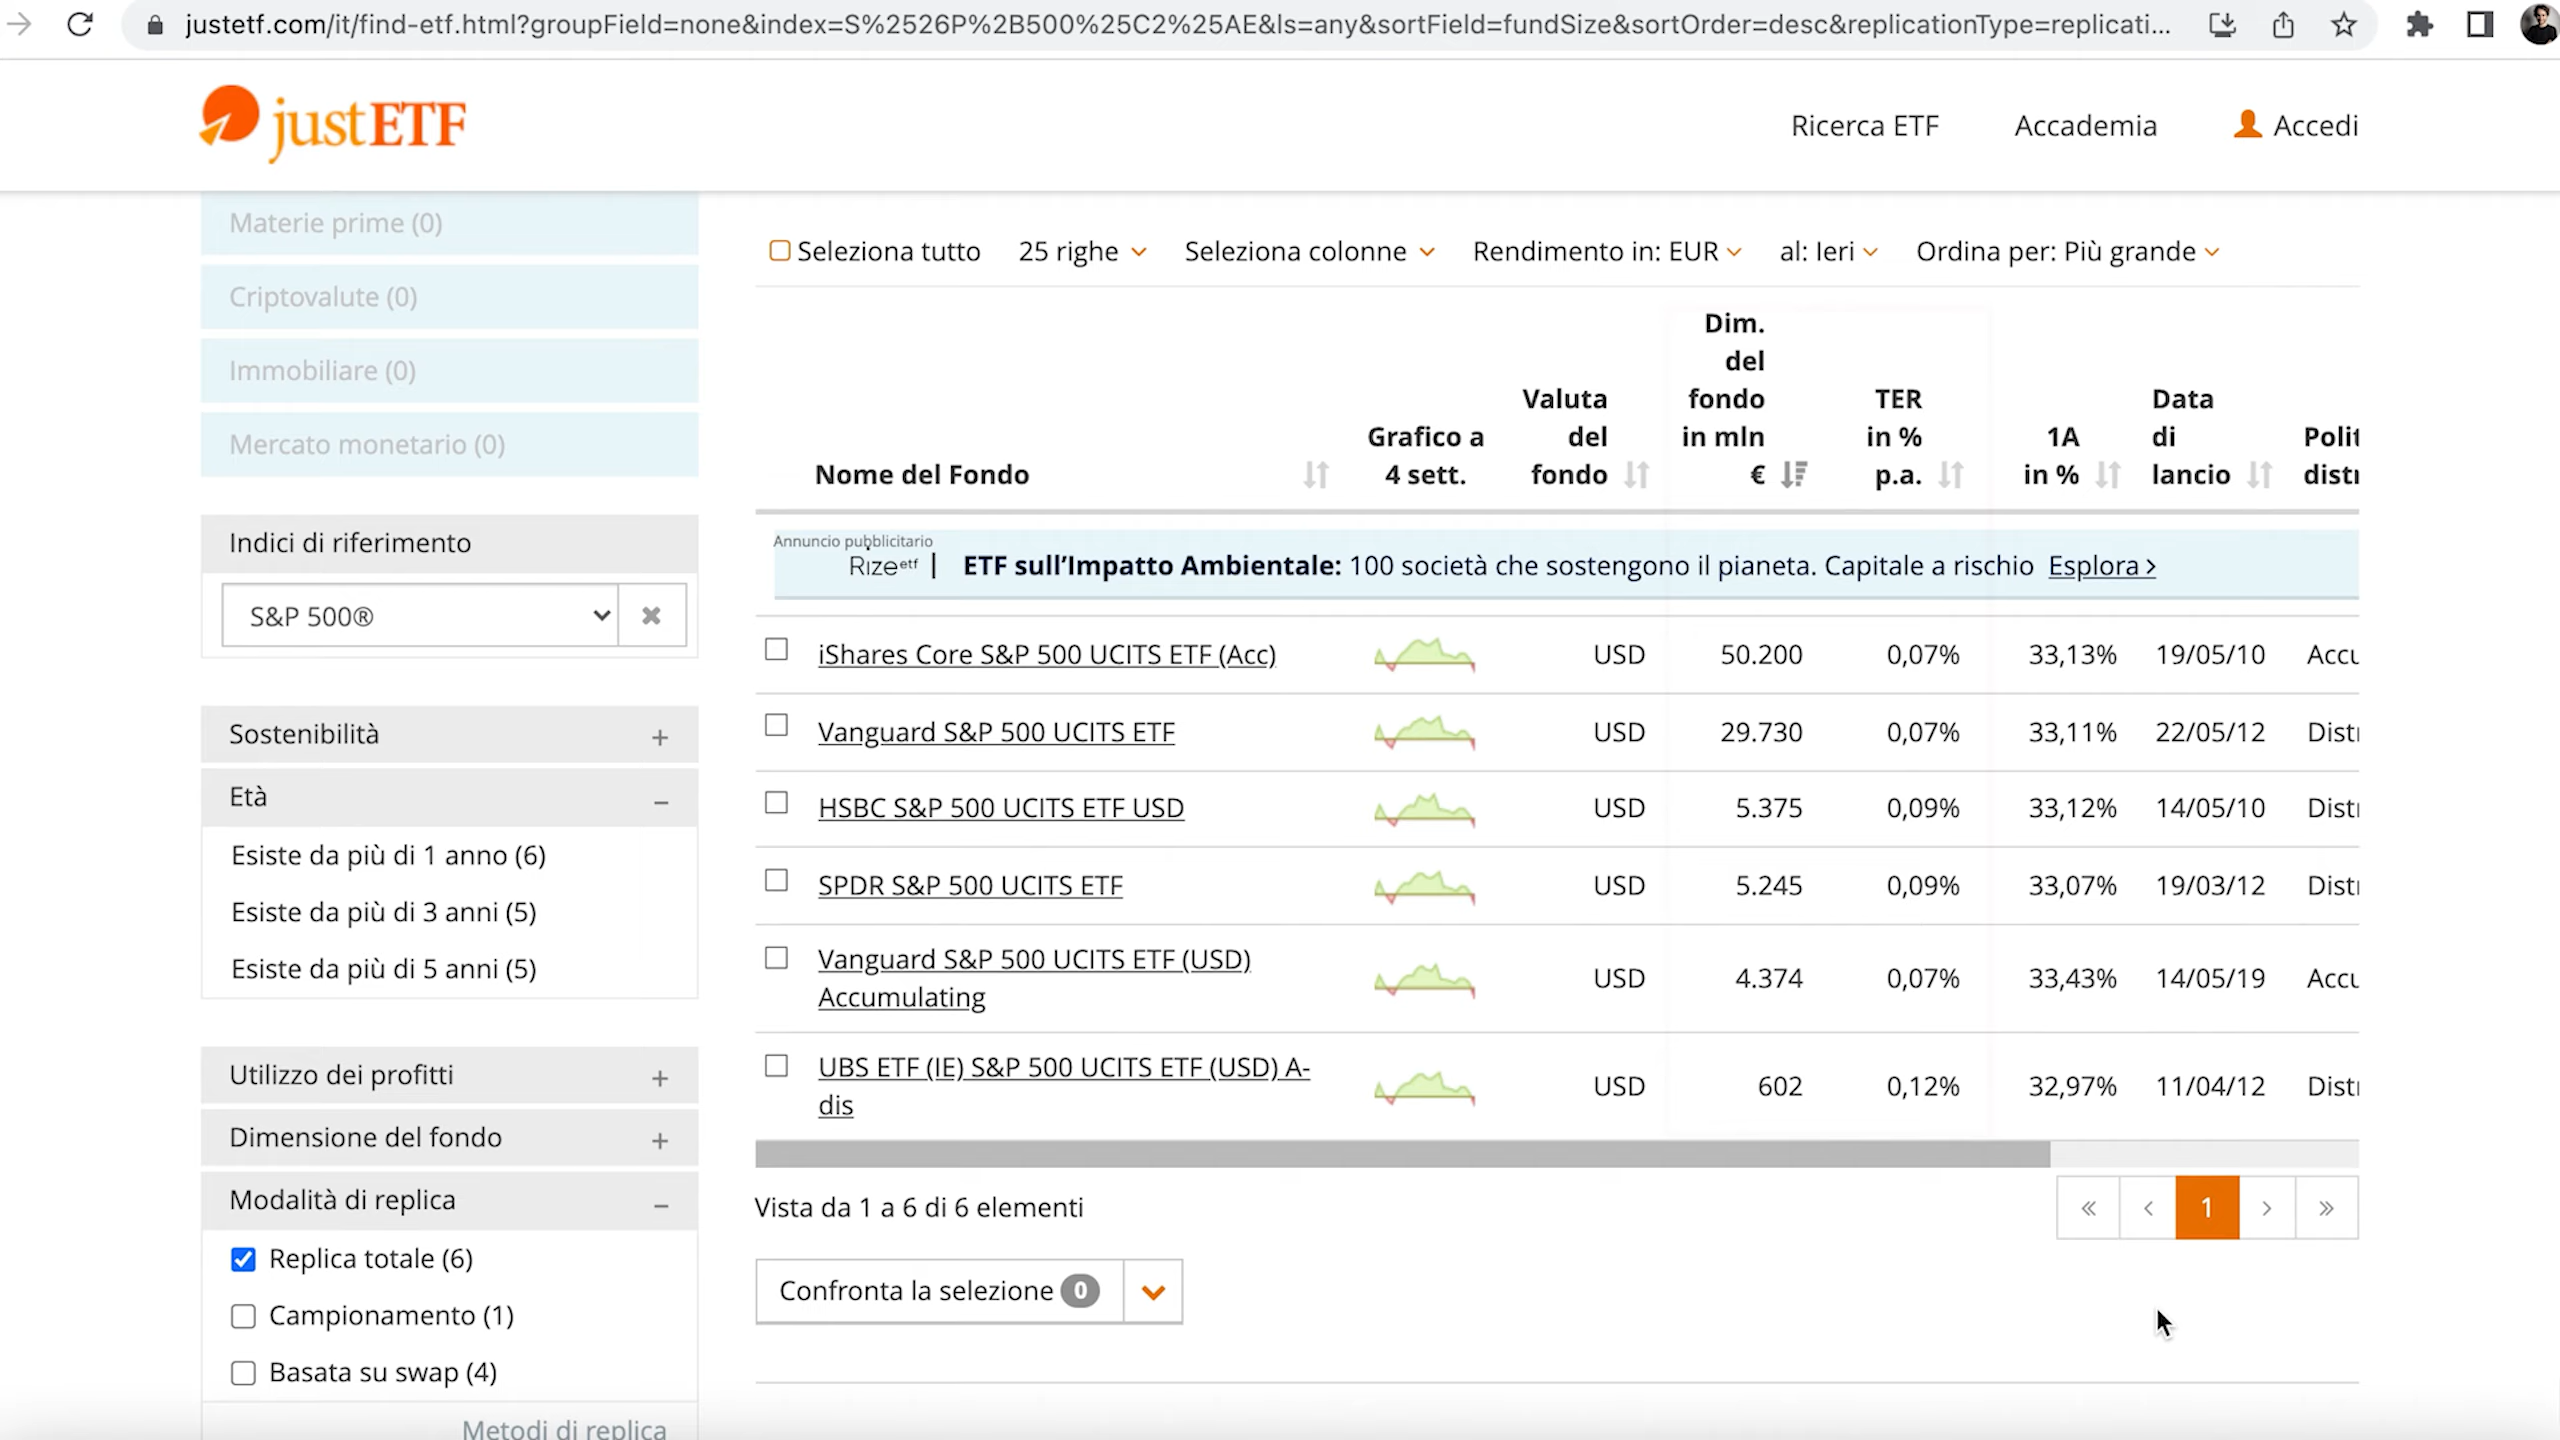 justetf.com/it/find-etf.html?groupField=none&index=S%2526P%2B500%25C2%25AE&ls=any&sortField=fundSize&sortOrder=desc&replicationType=replicati...
justETF
Ricerca ETF
Accademia
Accedi
Materie prime (0)
Criptovalute (0)
Immobiliare (0)
Mercato monetario (0)
Indici di riferimento
S&P 500®
Sostenibilità
Età
Esiste da più di 1 anno (6)
Esiste da più di 3 anni (5)
Esiste da più di 5 anni (5)
Utilizzo dei profitti
Dimensione del fondo
Modalità di replica
Replica totale (6)
Campionamento (1)
Basata su swap (4)
Metodi di replica
Seleziona tutto 25 righe Seleziona colonne Rendimento in: EUR al: Ieri Ordina per: Più grande
Nome del Fondo
Grafico a
4 sett.
Valuta
del
fondo
Dim.
del
fondo
in mln
€
TER
in %
p.a.
1A
in %
Data
di
lancio
Polit
distr
Annuncio pubblicitario
Rize etf | ETF sull’Impatto Ambientale: 100 società che sostengono il pianeta. Capitale a rischio Esplora >
iShares Core S&P 500 UCITS ETF (Acc) USD 50.200 0,07% 33,13% 19/05/10 Accu
Vanguard S&P 500 UCITS ETF USD 29.730 0,07% 33,11% 22/05/12 Distr
HSBC S&P 500 UCITS ETF USD USD 5.375 0,09% 33,12% 14/05/10 Distr
SPDR S&P 500 UCITS ETF USD 5.245 0,09% 33,07% 19/03/12 Distr
Vanguard S&P 500 UCITS ETF (USD)
Accumulating USD 4.374 0,07% 33,43% 14/05/19 Accu
UBS ETF (IE) S&P 500 UCITS ETF (USD) A-
dis USD 602 0,12% 32,97% 11/04/12 Distr
Vista da 1 a 6 di 6 elementi
« ‹ 1 › »
Confronta la selezione 0